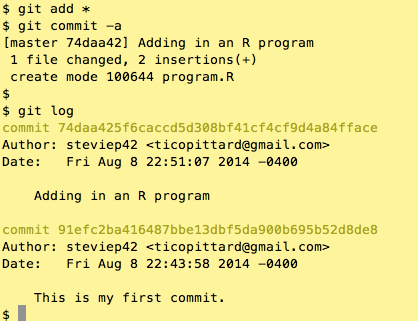 $ git add *
$ git commit -a
[master 74daa42] Adding in an R program
 1 file changed, 2 insertions(+)
 create mode 100644 program.R
$
$ git log
commit 74daa425f6caccd5d308bf41cf4cf9d4a84fface
Author: steviep42 <ticopittard@gmail.com>
Date:   Fri Aug 8 22:51:07 2014 -0400

    Adding in an R program

commit 91efc2ba416487bbe13dbf5da900b695b52d8de8
Author: steviep42 <ticopittard@gmail.com>
Date:   Fri Aug 8 22:43:58 2014 -0400

    This is my first commit.
$